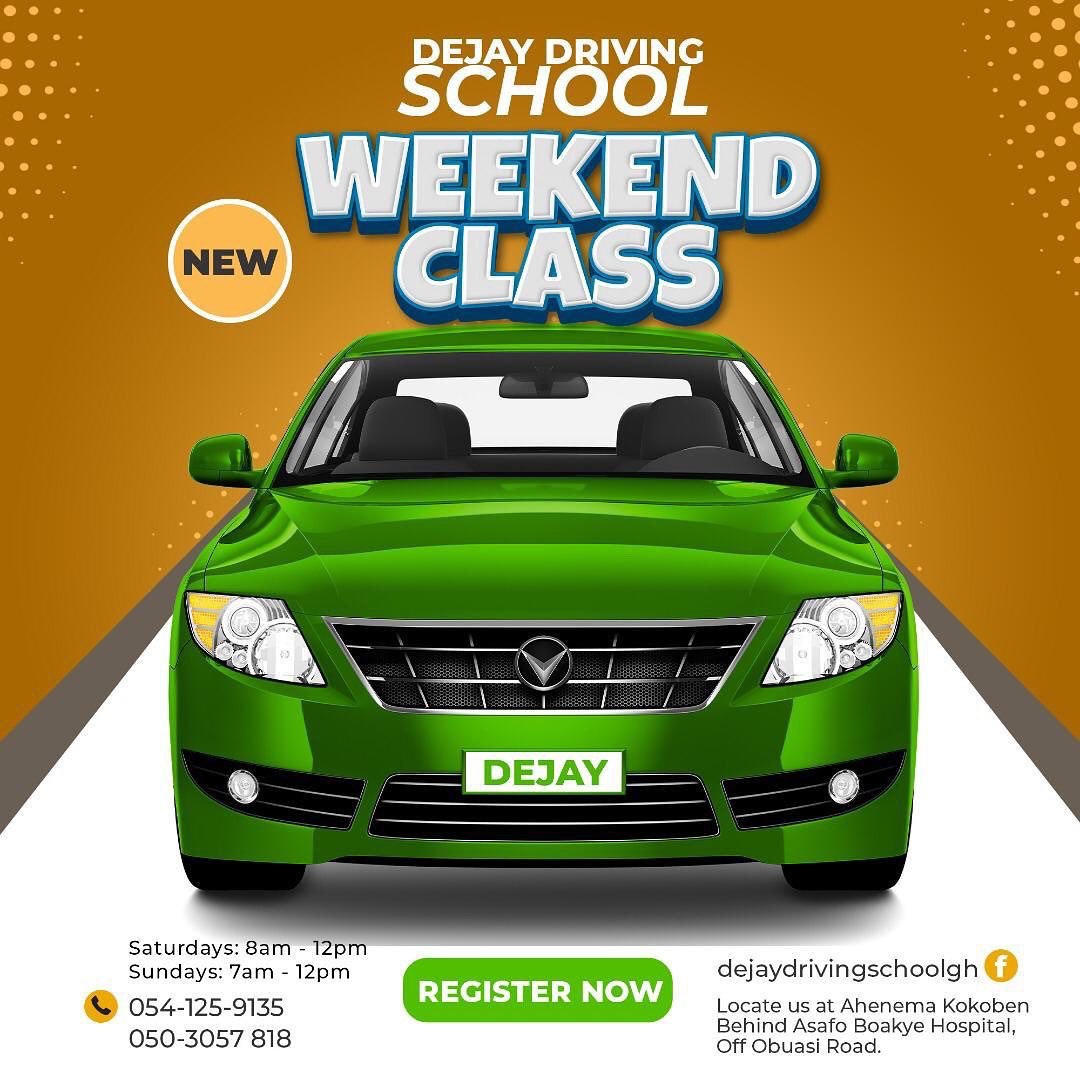 DEJAY DRIVING
SCHOOL
WEEKEND
CLASS
NEW
DEJAY
Saturdays: 8am - 12pm
Sundays: 7am - 12pm
054-125-9135
050-3057 818
REGISTER NOW
dejaydrivingschoolgh
Locate us at Ahenema Kokoben
Behind Asafo Boakye Hospital,
Off Obuasi Road.